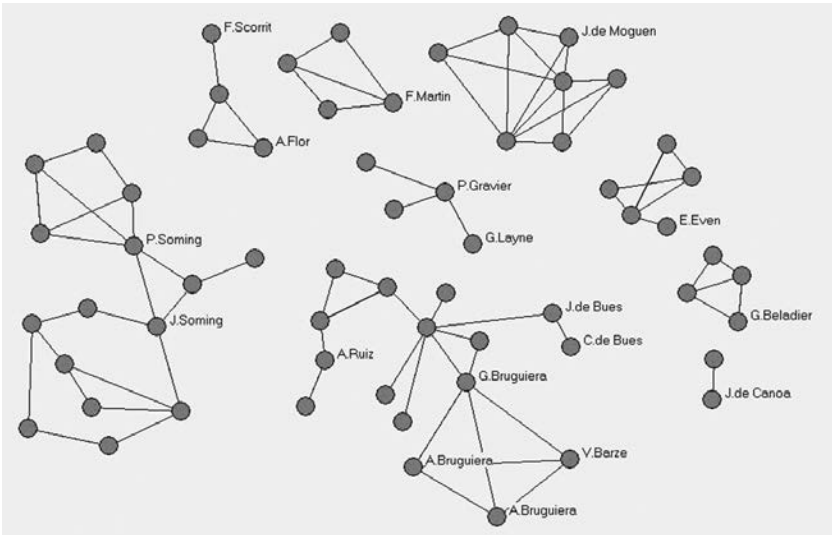 F.Scorrit
J.de Moguen
F.Martin
A.Flor
P.Gravier
E.Even
P.Soming
G.Layne
J.de Bues
G.Beladier
J.Soming
C.de Bues
A.Ruiz
G.Bruguiera
J.de Canoa
A.Bruguiera
V.Barze
A.Bruguiera